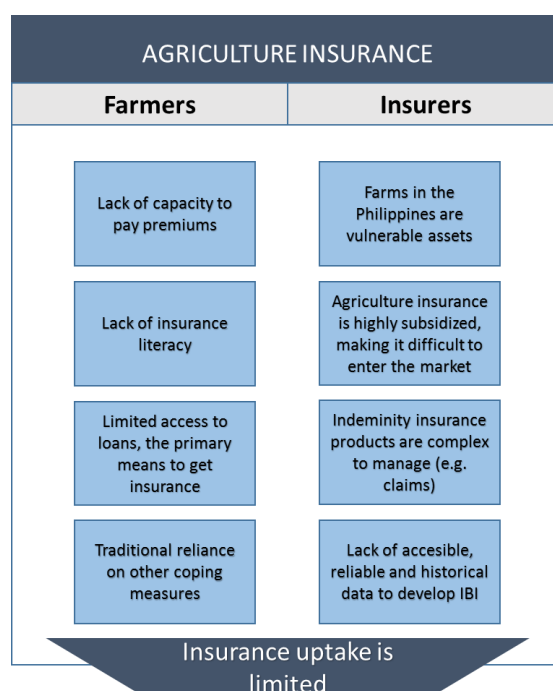 AGRICULTURE INSURANCE
Farmers
Insurers
Lack of capacity to
pay premiums
Farms in the
Philippines are
vulnerable assets
Lack of insurance
literacy
Agriculture insurance
is highly subsidized,
making it difficult to
enter the market
Limited access to
loans, the primary
means to get
insurance
Indeminity insurance
products are complex
to manage (e.g.
claims)
Traditional reliance
on other coping
measures
Lack of accesible,
reliable and historical
data to develop IBI
Insurance uptake is
limited